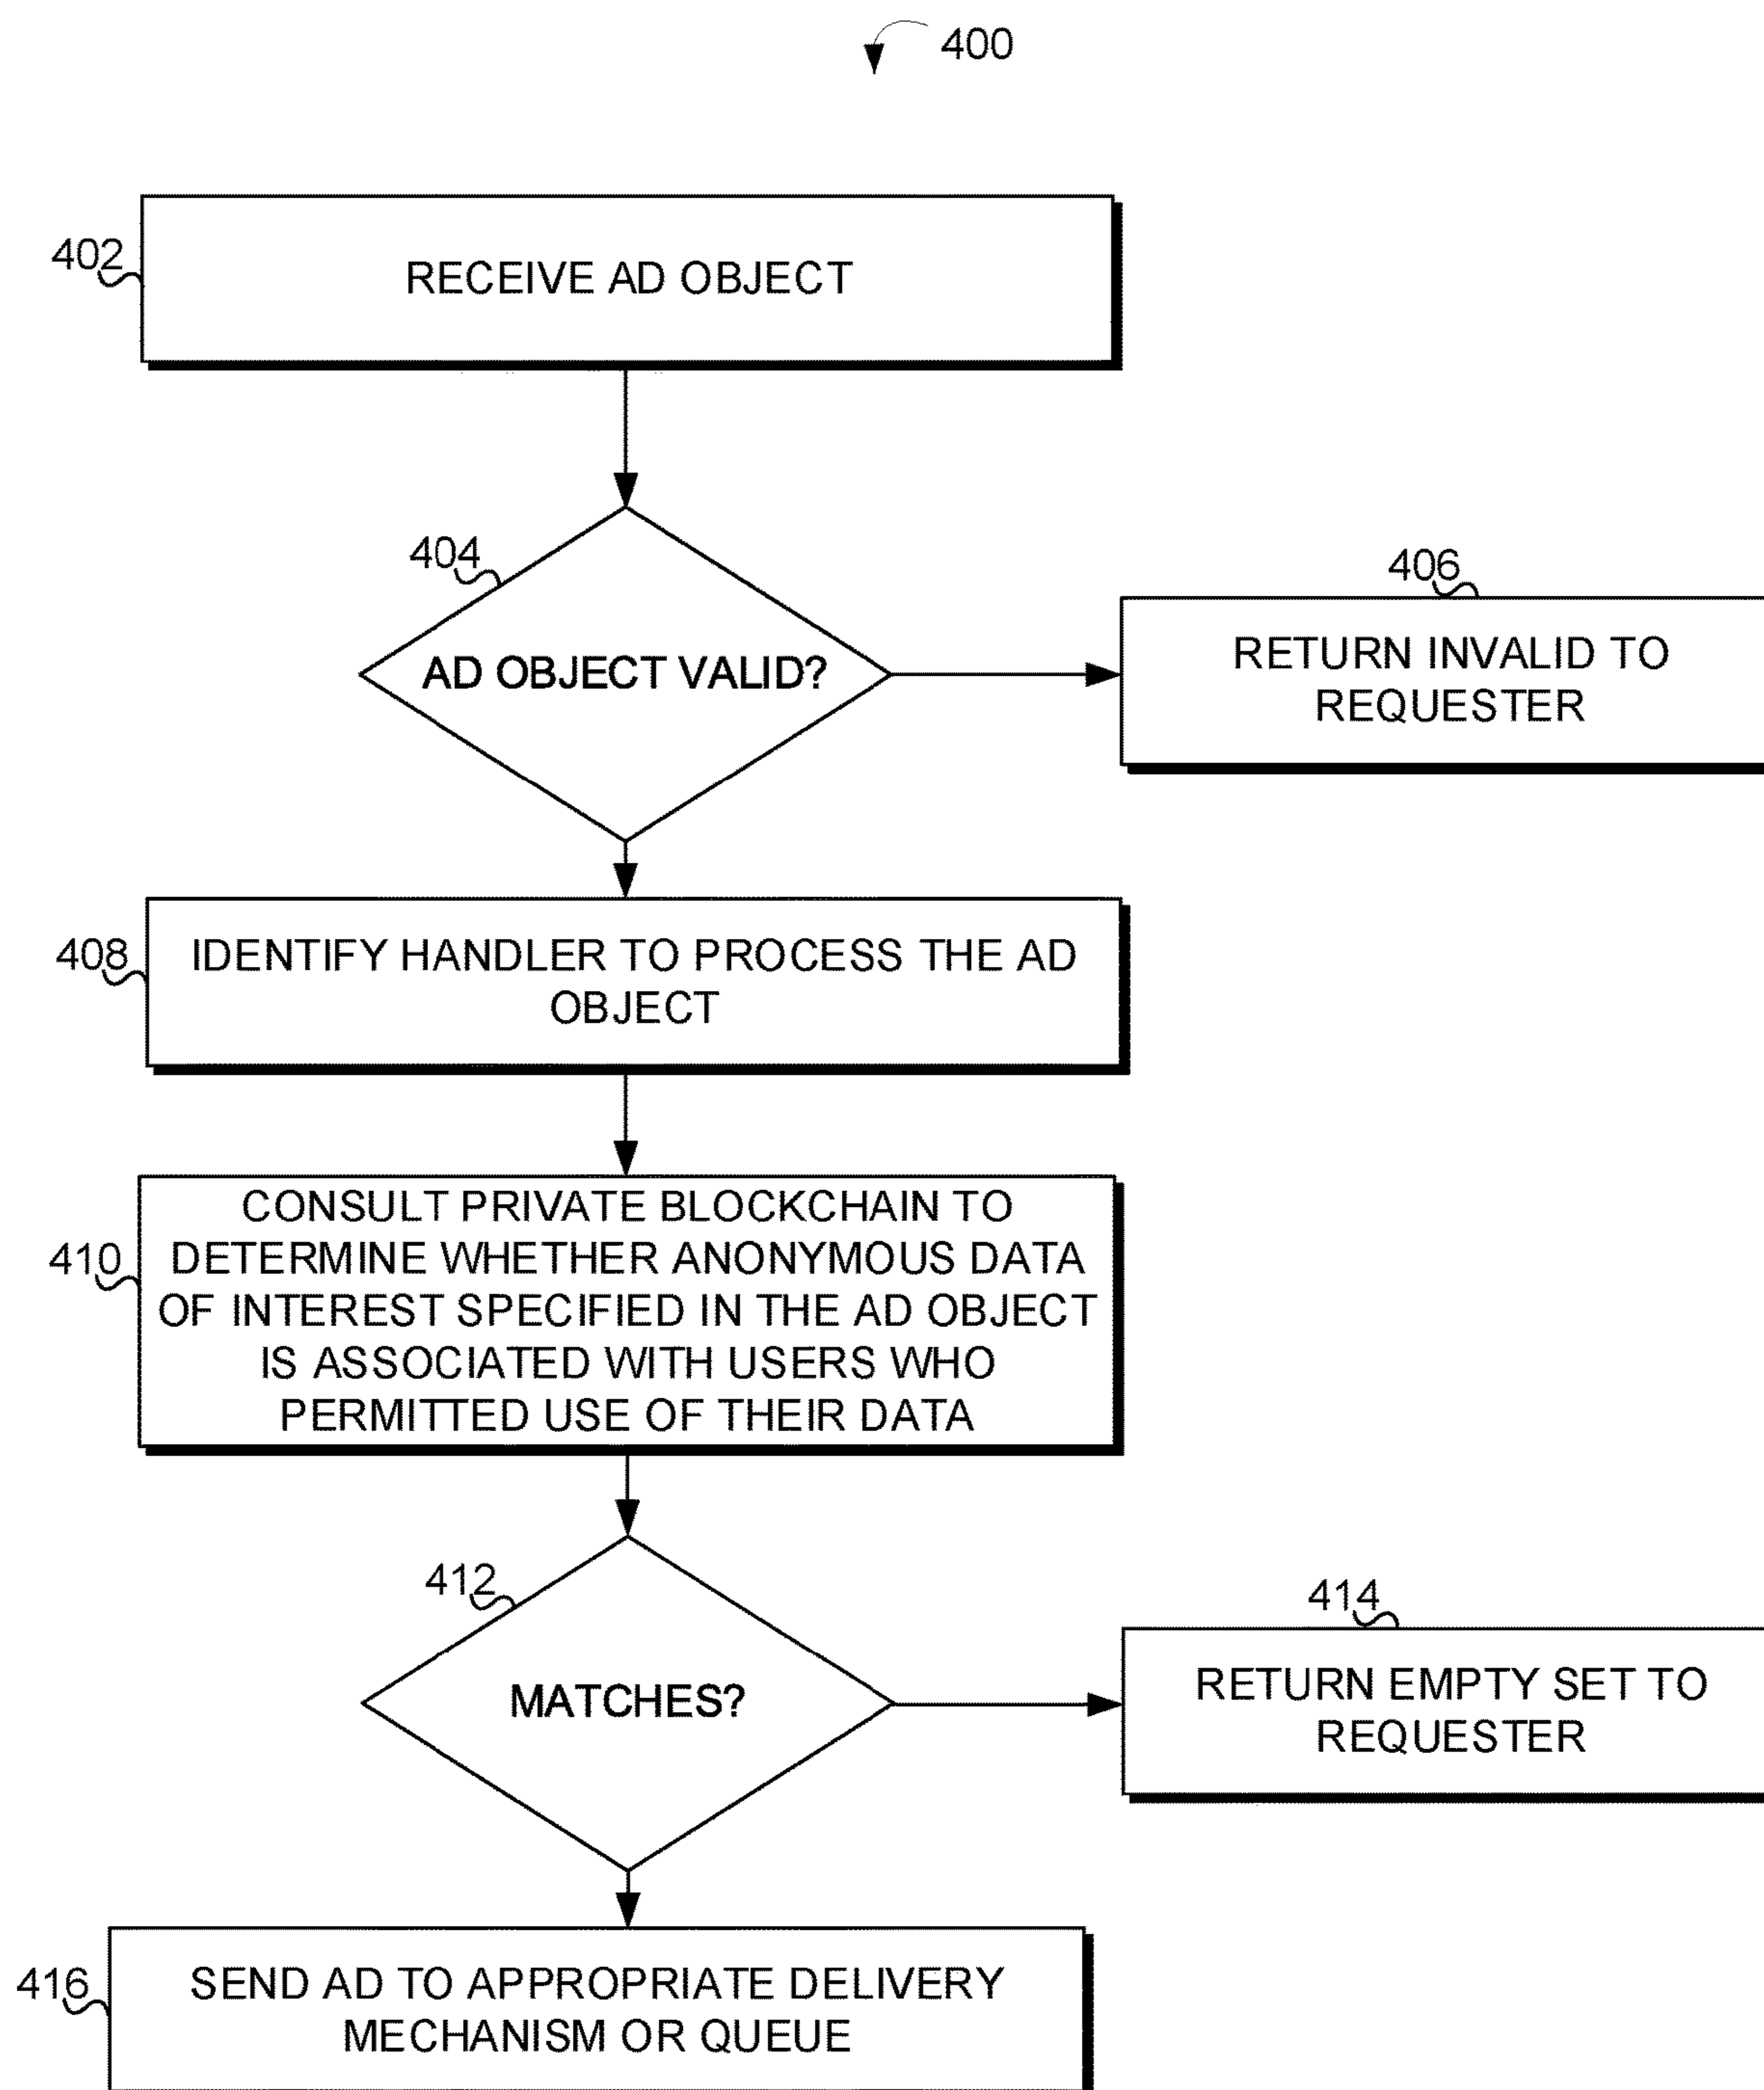 400
402
RECEIVE AD OBJECT
404
AD OBJECT VALID?
406
RETURN INVALID TO
REQUESTER
408
IDENTIFY HANDLER TO PROCESS THE AD
OBJECT
410
CONSULT PRIVATE BLOCKCHAIN TO
DETERMINE WHETHER ANONYMOUS DATA
OF INTEREST SPECIFIED IN THE AD OBJECT
IS ASSOCIATED WITH USERS WHO
PERMITTED USE OF THEIR DATA
412
MATCHES?
414
RETURN EMPTY SET TO
REQUESTER
416
SEND AD TO APPROPRIATE DELIVERY
MECHANISM OR QUEUE